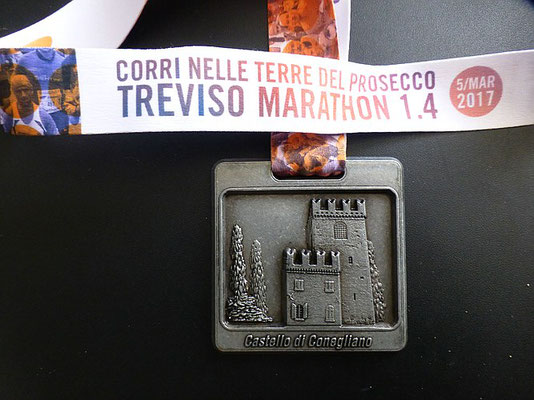 CORRI NELLE TERRE DEL PROSECCO
TREVISO MARATHON 1.4
5/MAR
2017
Castello di Conegliano